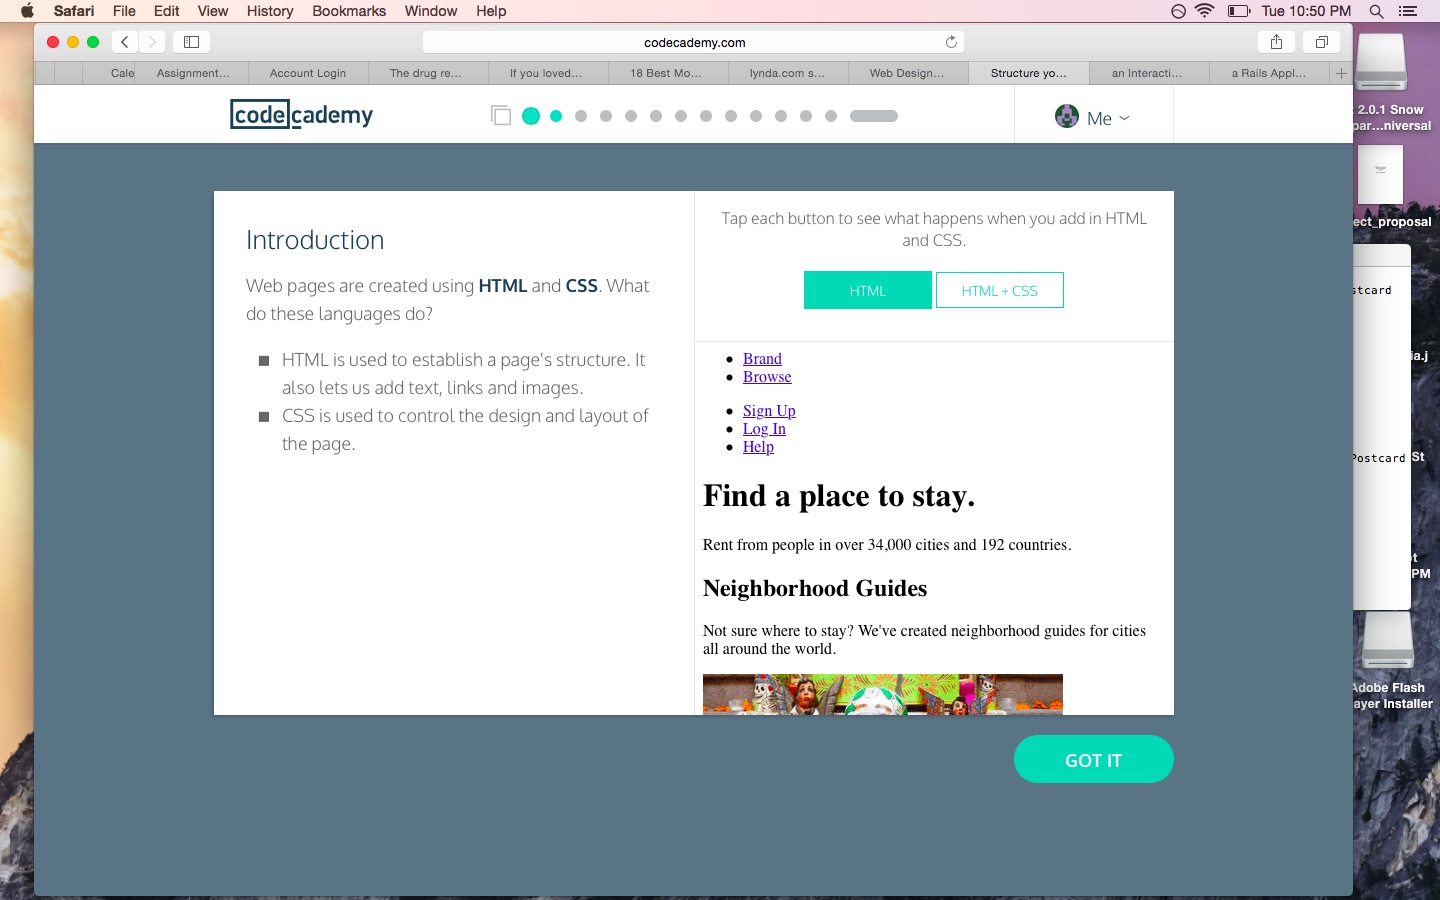 Safari File Edit View History Bookmarks Window Help
Tue 10:50 PM
codecademy.com
Cale
Assignment...
Account Login
The drug re...
If you loved...
18 Best Mo...
lynda.com s...
Web Design...
Structure yo...
an Interacti...
a Rails Appl...
codecademy
Me
Introduction
Web pages are created using HTML and CSS. What
do these languages do?
HTML is used to establish a page's structure. It
also lets us add text, links and images.
CSS is used to control the design and layout of
the page.
Tap each button to see what happens when you add in HTML
and CSS.
HTML
HTML + CSS
Brand
Browse
Sign Up
Log In
Help
Find a place to stay.
Rent from people in over 34,000 cities and 192 countries.
Neighborhood Guides
Not sure where to stay? We've created neighborhood guides for cities
all around the world.
GOT IT
2.0.1 Snow
par...niversal
ect_proposal
stcard
ia.j
Postcard
St
PM
Adobe Flash
ayer Installer